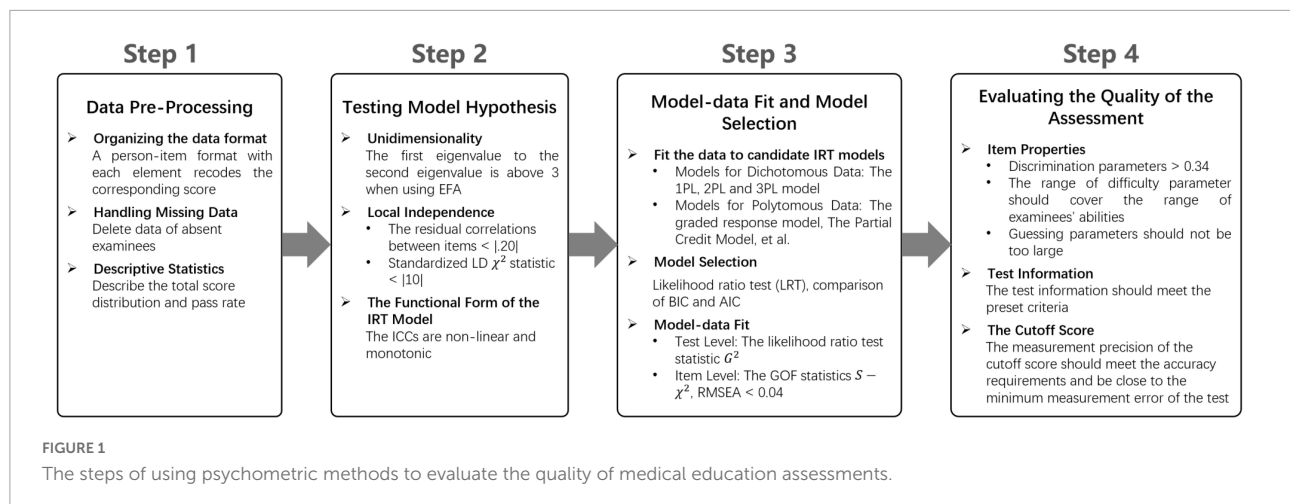 Step 1
Data Pre-Processing
➢ Organizing the data format
A person-item format with
each element recodes the
corresponding score
➢ Handling Missing Data
Delete data of absent
examinees
➢ Descriptive Statistics
Describe the total score
distribution and pass rate
Step 2
Testing Model Hypothesis
➢ Unidimensionality
The first eigenvalue to the
second eigenvalue is above 3
when using EFA
➢ Local Independence
• The residual correlations
between items < |.20|
• Standardized LD χ² statistic
< |10|
➢ The Functional Form of the
IRT Model
The ICCs are non-linear and
monotonic
Step 3
Model-data Fit and Model
Selection
➢ Fit the data to candidate IRT models
• Models for Dichotomous Data: The
1PL, 2PL and 3PL model
• Models for Polytomous Data: The
graded response model, The Partial
Credit Model, et al.
➢ Model Selection
Likelihood ratio test (LRT), comparison
of BIC and AIC
➢ Model-data Fit
• Test Level: The likelihood ratio test
statistic G²
• Item Level: The GOF statistics S −
χ², RMSEA < 0.04
Step 4
Evaluating the Quality of the
Assessment
➢ Item Properties
• Discrimination parameters > 0.34
• The range of difficulty parameter
should cover the range of
examinees' abilities
• Guessing parameters should not be
too large
➢ Test Information
The test information should meet the
preset criteria
➢ The Cutoff Score
The measurement precision of the
cutoff score should meet the accuracy
requirements and be close to the
minimum measurement error of the test
FIGURE 1
The steps of using psychometric methods to evaluate the quality of medical education assessments.